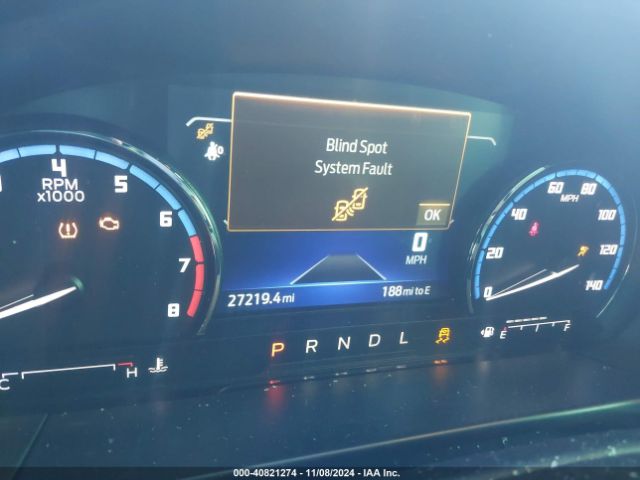 Blind Spot
System Fault
OK
4
5
6
7
8
RPM
x1000
0
MPH
27219.4 mi
188 mi to E
0
20
40
60
80
100
120
140
MPH
P R N D L
E F
C H
000-40821274 | 11/08/2024 | IAA Inc.